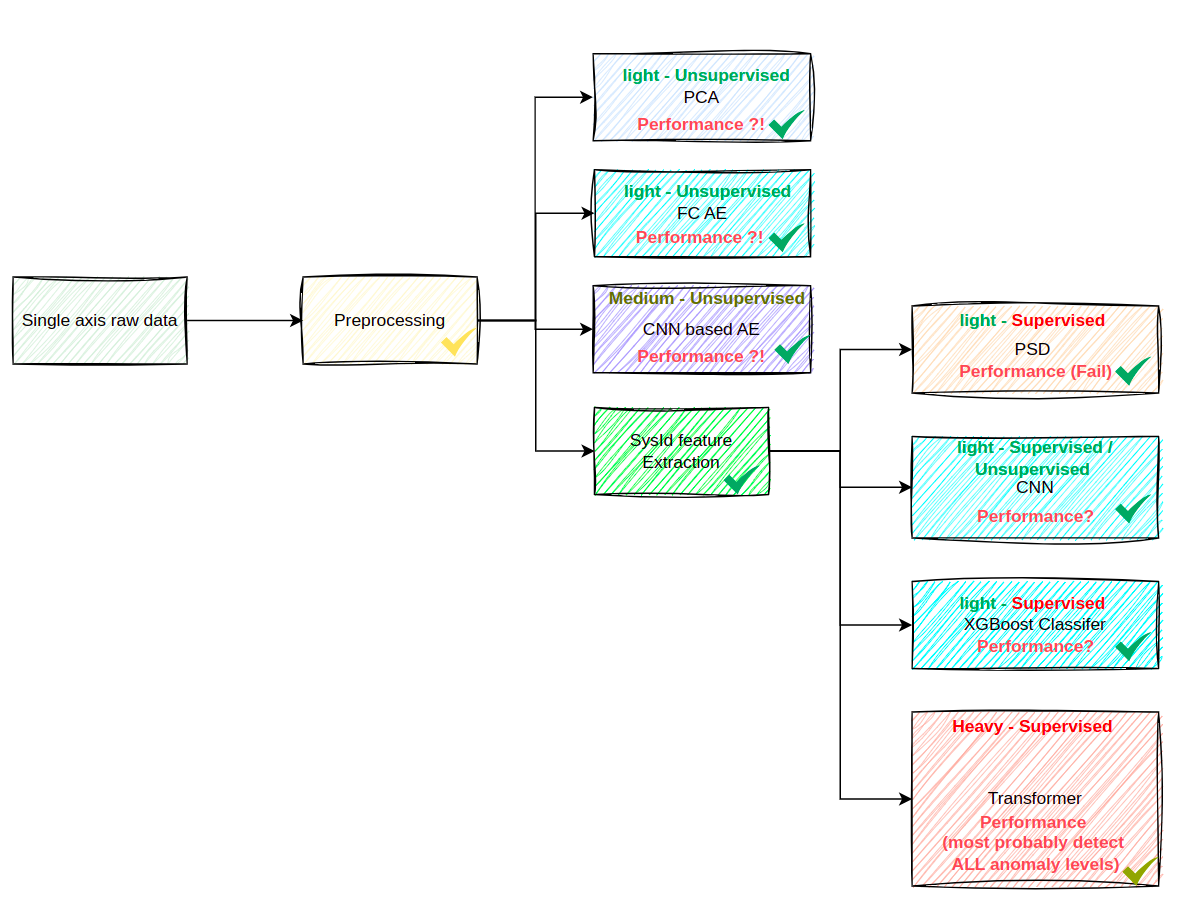 Single axis raw data
Preprocessing
light - Unsupervised
PCA
Performance ?!
light - Unsupervised
FC AE
Performance ?!
Medium - Unsupervised
CNN based AE
Performance ?!
SysId feature
Extraction
light - Supervised
PSD
Performance (Fail)
light - Supervised /
Unsupervised
CNN
Performance?
light - Supervised
XGBoost Classifer
Performance?
Heavy - Supervised
Transformer
Performance
(most probably detect
ALL anomaly levels)